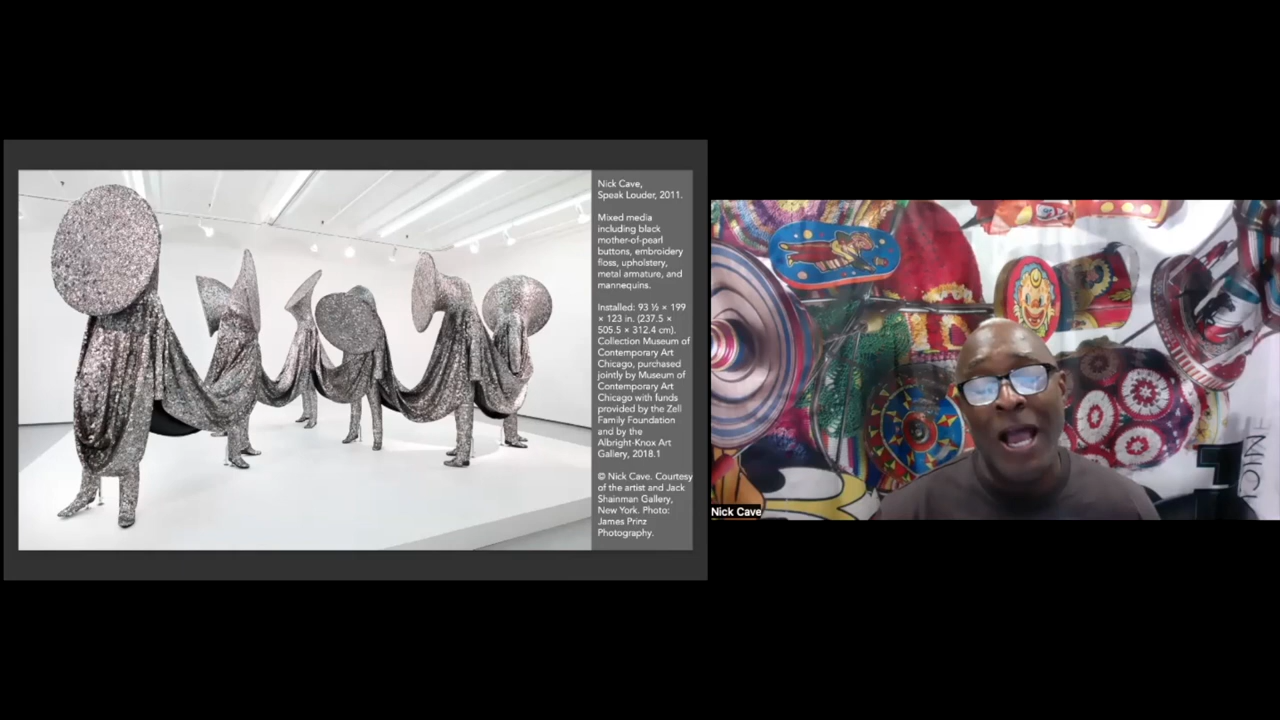 Nick Cave,
Speak Louder, 2011.
Mixed media
including black
mother-of-pearl
buttons, embroidery
floss, upholstery,
metal armature, and
mannequins.
Installed: 93 ½ × 199
× 123 in. (237.5 ×
505.5 × 312.4 cm).
Collection Museum of
Contemporary Art
Chicago, purchased
jointly by Museum of
Contemporary Art
Chicago with funds
provided by the Zell
Family Foundation
and by the
Albright-Knox Art
Gallery, 2018.1
© Nick Cave. Courtesy
of the artist and Jack
Shainman Gallery,
New York. Photo:
James Prinz
Photography.
Nick Cave